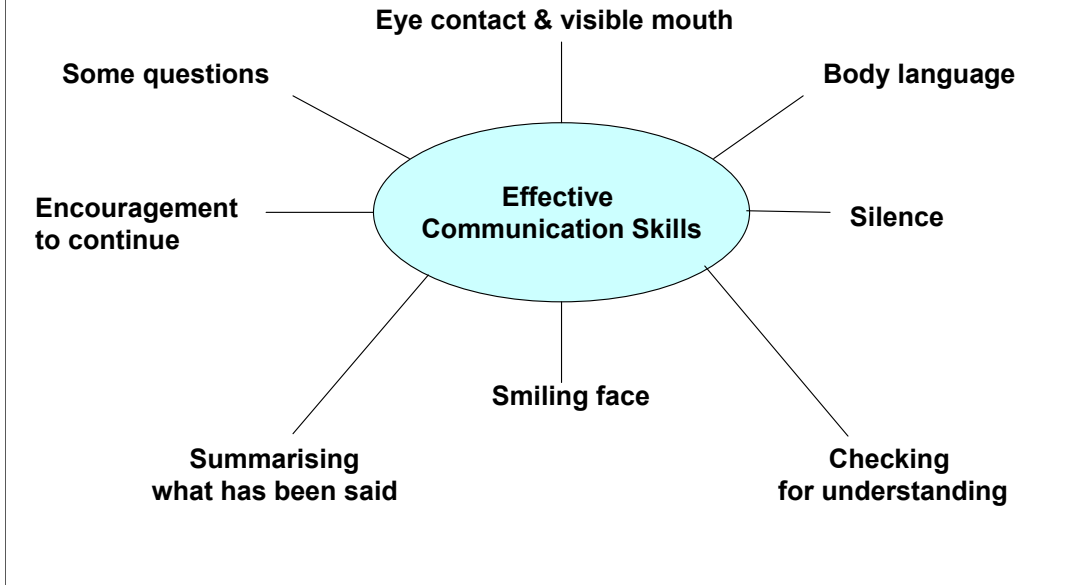 Eye contact & visible mouth
Some questions
Body language
Effective
Communication Skills
Encouragement
to continue
Silence
Smiling face
Summarising
what has been said
Checking
for understanding